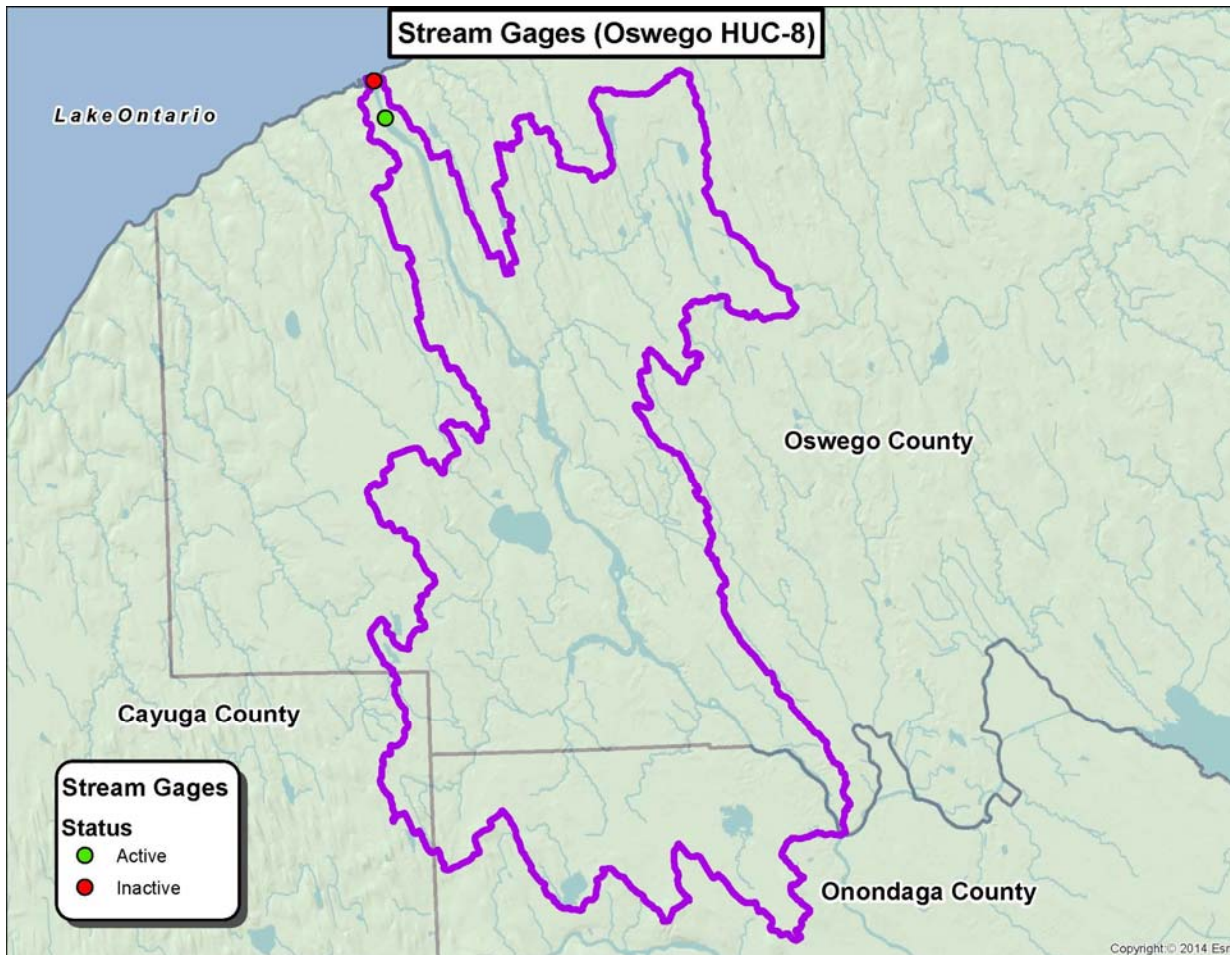 Stream Gages (Oswego HUC-8)
LakeOntario
Oswego County
Cayuga County
Stream Gages
Status
Active
Inactive
Onondaga County
Copyright:© 2014 Esr